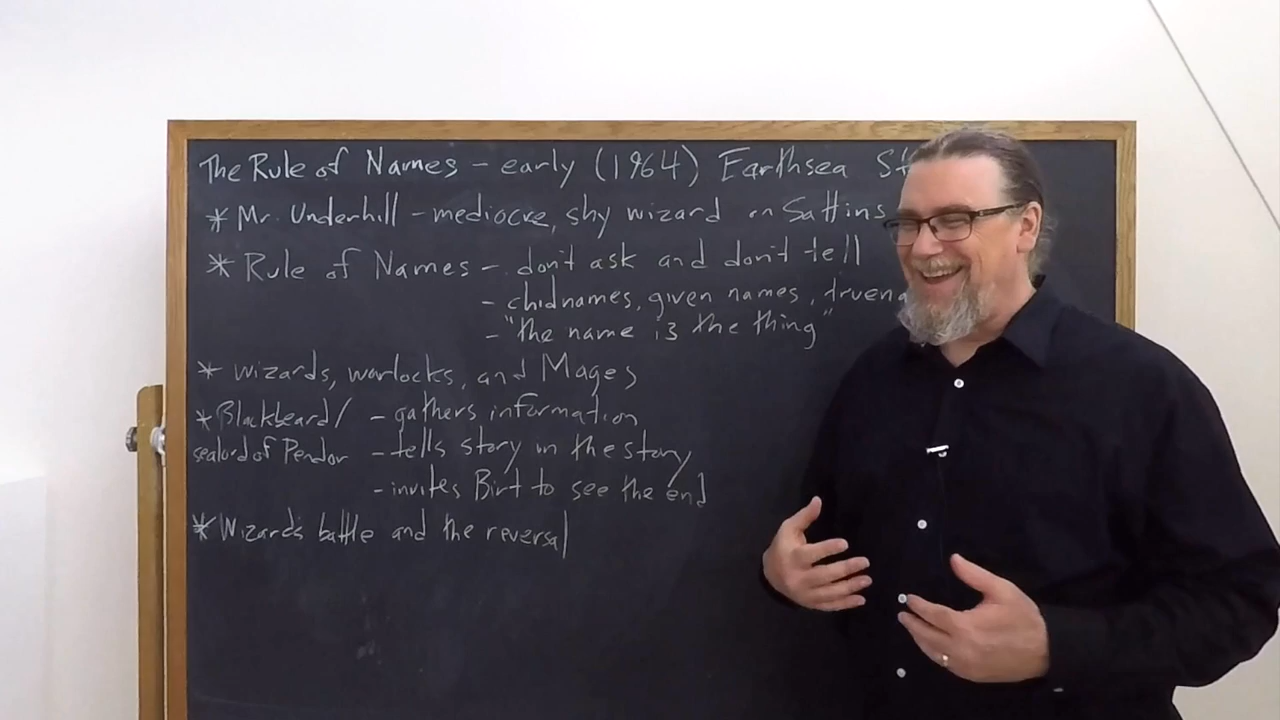 The Rule of Names - early (1964) Earthsea St
* Mr. Underhill - mediocre, shy wizard on Sattins
* Rule of Names - don't ask and don't tell
- chidnames, given names, truena
- "the name is the thing"
* wizards, warlocks, and Mages
* Blackbeard/ - gathers information
sealord of Pendor - tells story in the story
- invites Birt to see the end
* Wizards battle and the reversal